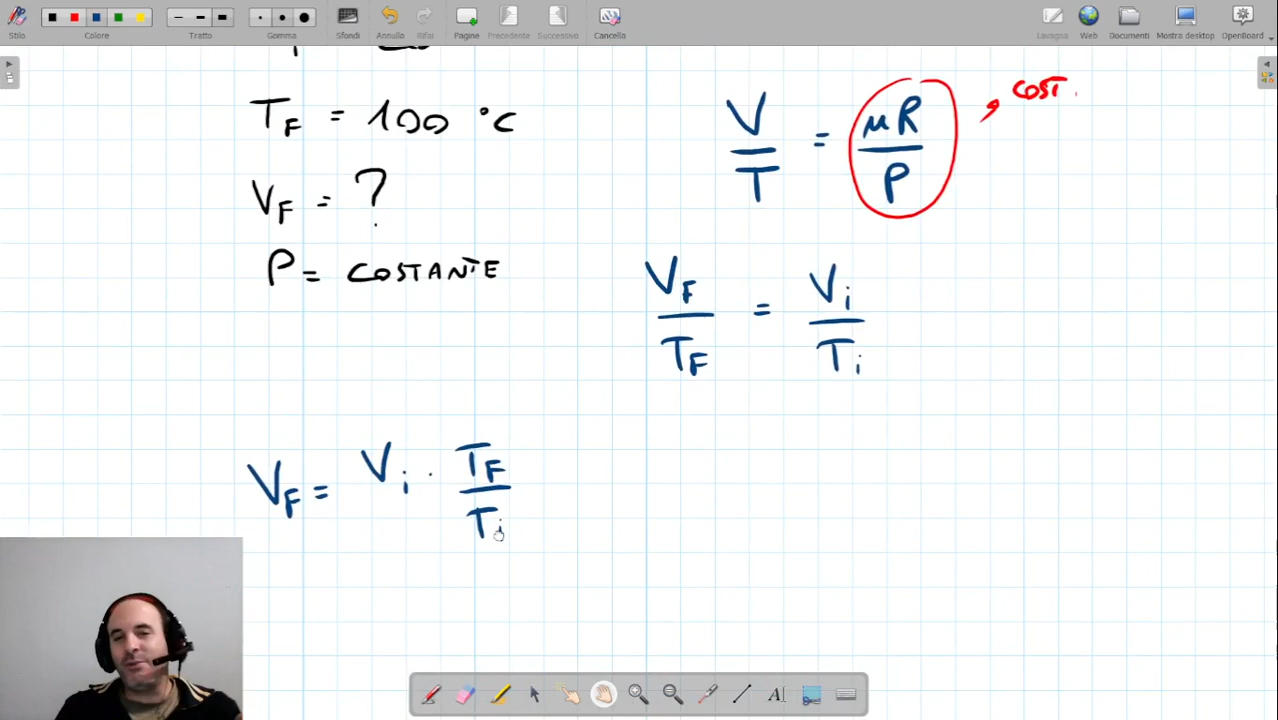 Stilo Colore Tratto Gomma Sfondi Annulla Rifai Pagine Precedente Successivo Cancella Lavagna Web Documenti Mostra desktop OpenBoard
T_F = 100 °C
V_F = ?
P = COSTANTE
V/T = nR/P , COST.
V_F/T_F = V_i/T_i
V_F = V_i · T_F/T_i